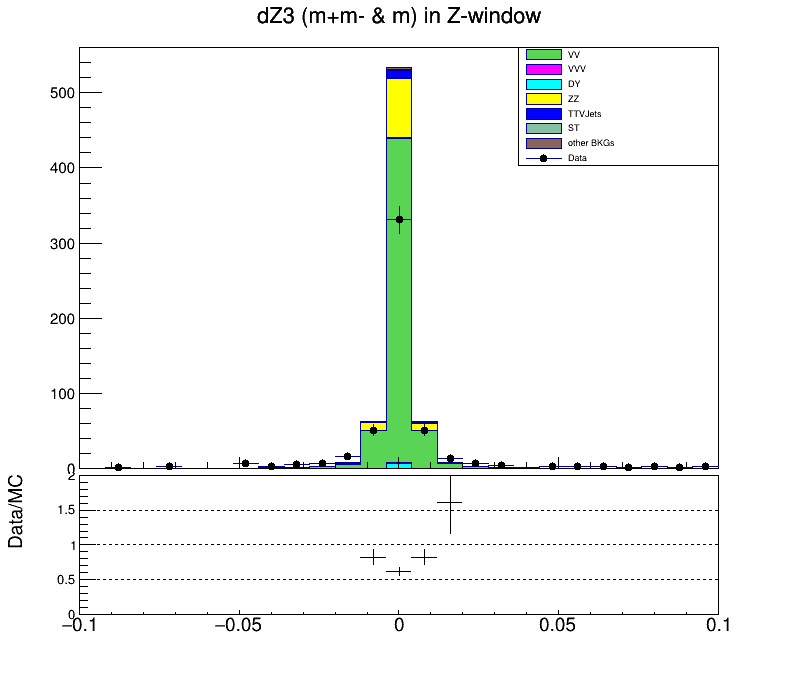 dZ3 (m+m- & m) in Z-window
VV
VVV
DY
ZZ
TTVJets
ST
other BKGs
Data
500
400
300
200
100
0
Data/MC
2
1.5
1
0.5
0
−0.1
−0.05
0
0.05
0.1